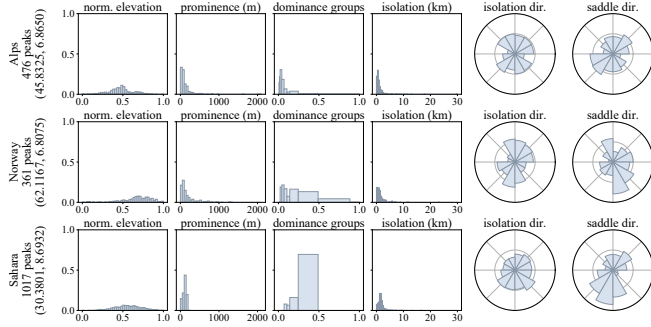 norm. elevation prominence (m) dominance groups isolation (km) isolation dir. saddle dir.
Alps
476 peaks
(45.8325, 6.8650)
1.0
0.5
0.0
0.0 0.5 1.0 0 1000 2000 0.0 0.5 1.0 0 10 20 30
norm. elevation prominence (m) dominance groups isolation (km) isolation dir. saddle dir.
Norway
361 peaks
(62.1167, 6.8075)
1.0
0.5
0.0
0.0 0.5 1.0 0 1000 2000 0.0 0.5 1.0 0 10 20 30
norm. elevation prominence (m) dominance groups isolation (km) isolation dir. saddle dir.
Sahara
1017 peaks
(30.3801, 8.6932)
1.0
0.5
0.0
0.0 0.5 1.0 0 1000 2000 0.0 0.5 1.0 0 10 20 30